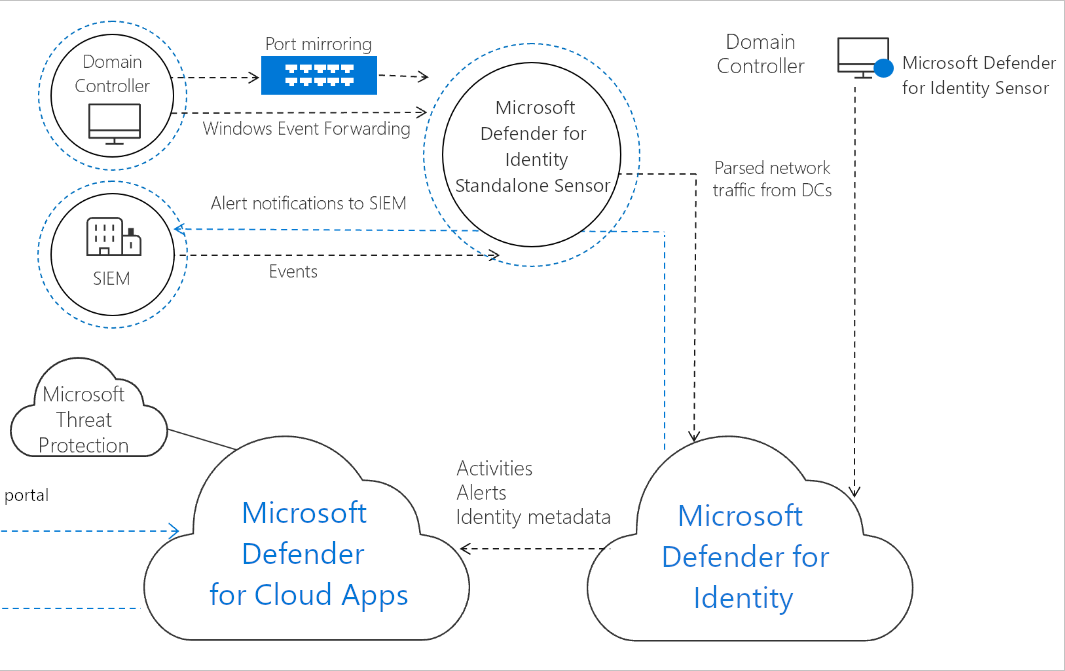 Domain
Controller
Port mirroring
Windows Event Forwarding
Microsoft
Defender for
Identity
Standalone Sensor
Domain
Controller
Microsoft Defender
for Identity Sensor
Parsed network
traffic from DCs
Alert notifications to SIEM
SIEM
Events
Microsoft
Threat
Protection
portal
Microsoft
Defender
for Cloud Apps
Activities
Alerts
Identity metadata
Microsoft
Defender for
Identity